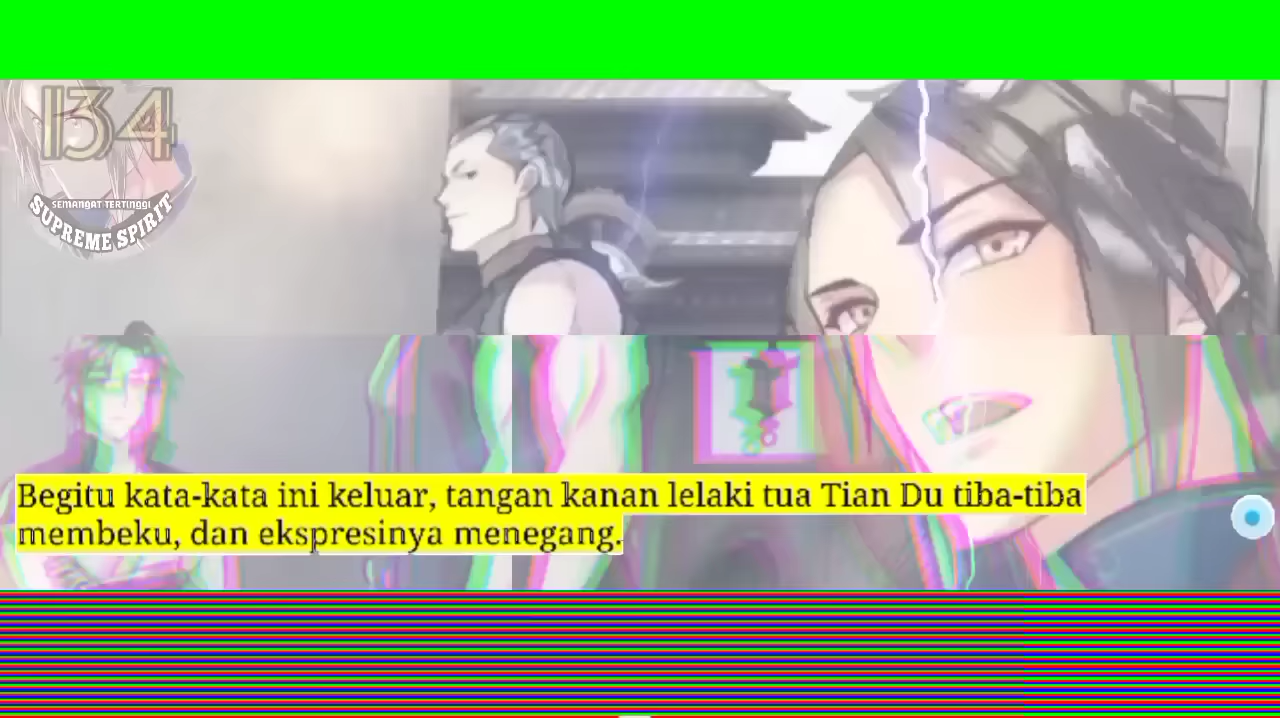 134
SEMANGAT TERTINGGI
SUPREME SPIRIT
Begitu kata-kata ini keluar, tangan kanan lelaki tua Tian Du tiba-tiba
membeku, dan ekspresinya menegang.